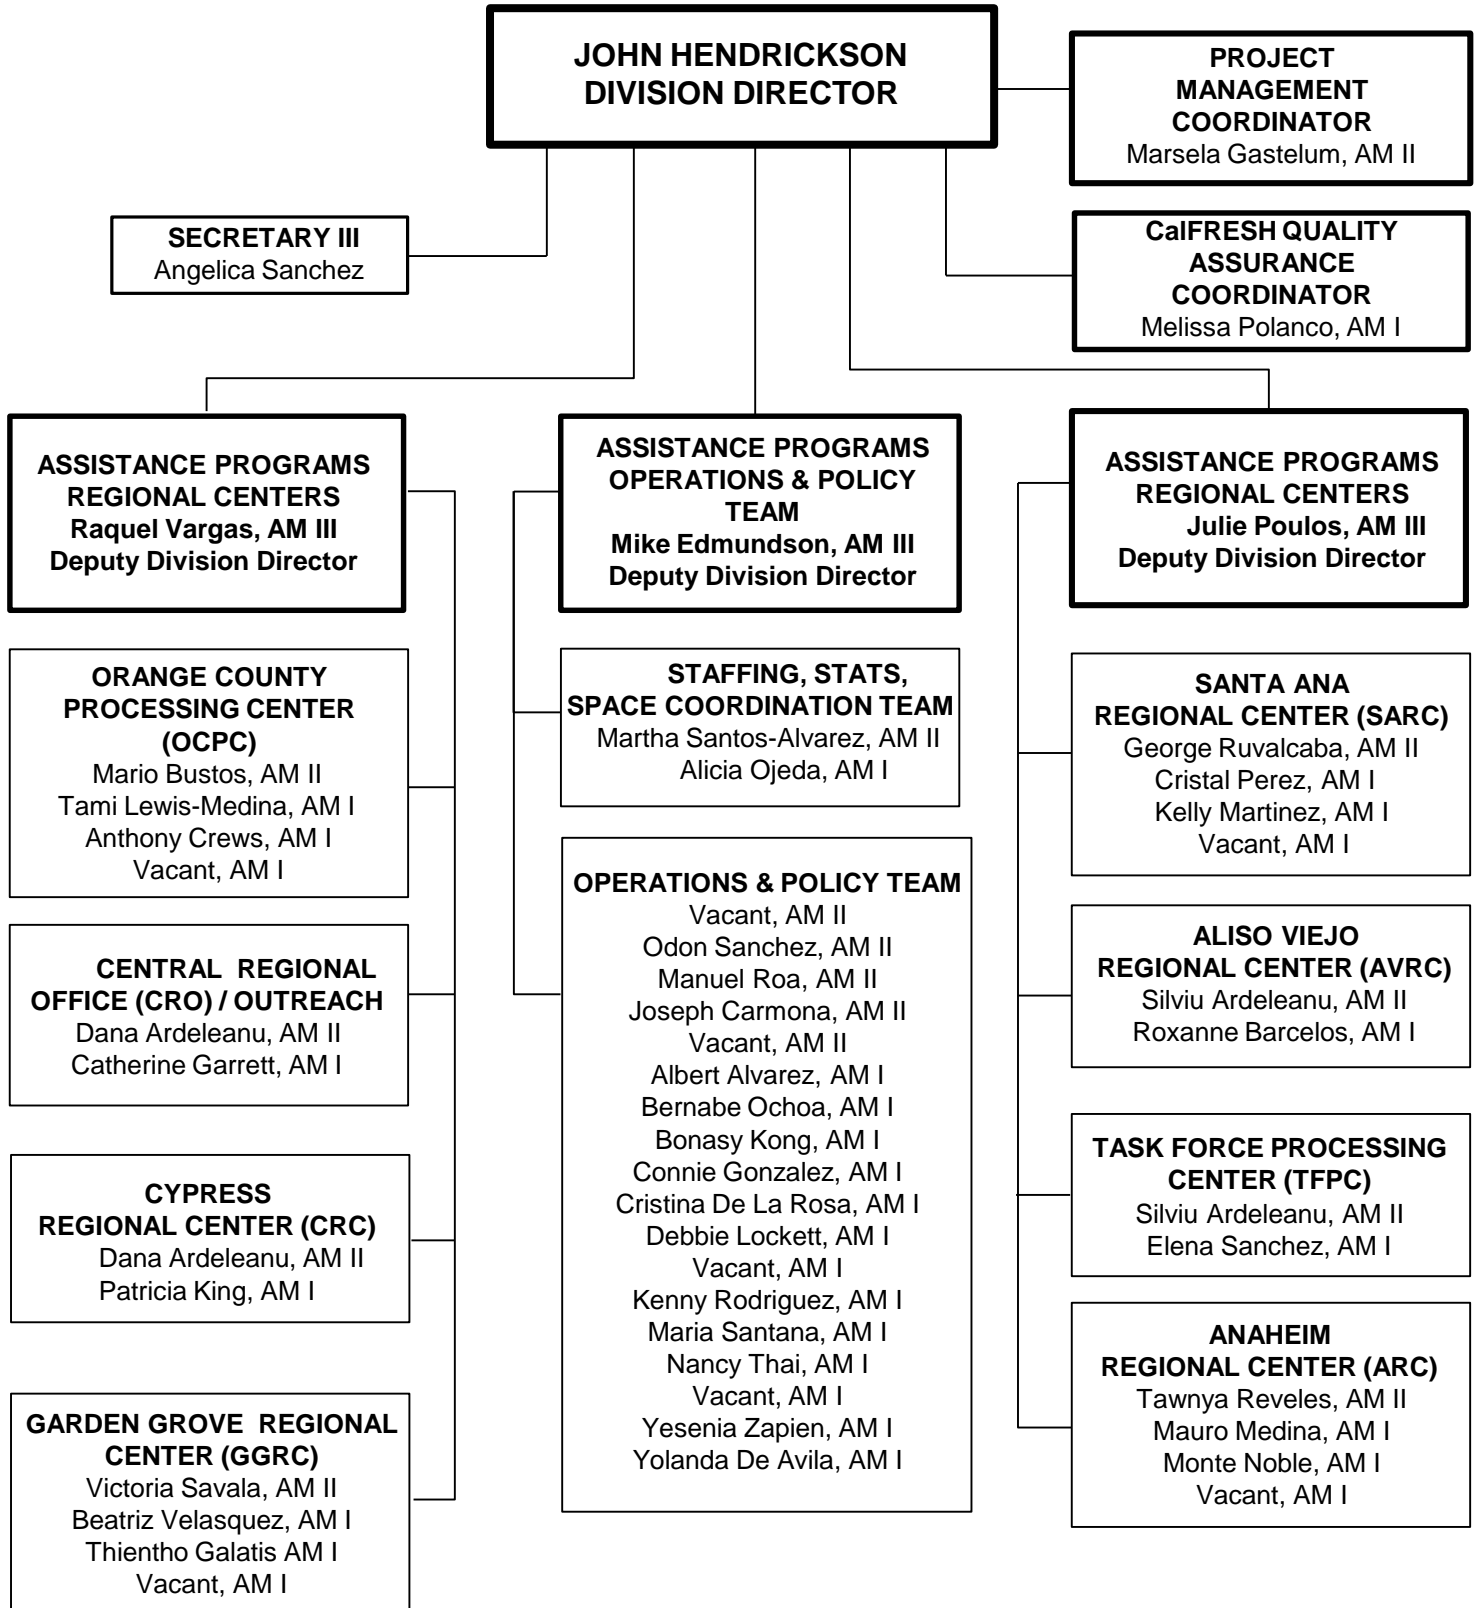 JOHN HENDRICKSON
DIVISION DIRECTOR
PROJECT
MANAGEMENT
COORDINATOR
Marsela Gastelum, AM II
SECRETARY III
Angelica Sanchez
CalFRESH QUALITY
ASSURANCE
COORDINATOR
Melissa Polanco, AM I
ASSISTANCE PROGRAMS
REGIONAL CENTERS
Raquel Vargas, AM III
Deputy Division Director
ORANGE COUNTY
PROCESSING CENTER
(OCPC)
Mario Bustos, AM II
Tami Lewis-Medina, AM I
Anthony Crews, AM I
Vacant, AM I
CENTRAL REGIONAL
OFFICE (CRO) / OUTREACH
Dana Ardeleanu, AM II
Catherine Garrett, AM I
CYPRESS
REGIONAL CENTER (CRC)
Dana Ardeleanu, AM II
Patricia King, AM I
GARDEN GROVE REGIONAL
CENTER (GGRC)
Victoria Savala, AM II
Beatriz Velasquez, AM I
Thientho Galatis AM I
Vacant, AM I
ASSISTANCE PROGRAMS
OPERATIONS & POLICY
TEAM
Mike Edmundson, AM III
Deputy Division Director
STAFFING, STATS,
SPACE COORDINATION TEAM
Martha Santos-Alvarez, AM II
Alicia Ojeda, AM I
OPERATIONS & POLICY TEAM
Vacant, AM II
Odon Sanchez, AM II
Manuel Roa, AM II
Joseph Carmona, AM II
Vacant, AM II
Albert Alvarez, AM I
Bernabe Ochoa, AM I
Bonasy Kong, AM I
Connie Gonzalez, AM I
Cristina De La Rosa, AM I
Debbie Lockett, AM I
Vacant, AM I
Kenny Rodriguez, AM I
Maria Santana, AM I
Nancy Thai, AM I
Vacant, AM I
Yesenia Zapien, AM I
Yolanda De Avila, AM I
ASSISTANCE PROGRAMS
REGIONAL CENTERS
Julie Poulos, AM III
Deputy Division Director
SANTA ANA
REGIONAL CENTER (SARC)
George Ruvalcaba, AM II
Cristal Perez, AM I
Kelly Martinez, AM I
Vacant, AM I
ALISO VIEJO
REGIONAL CENTER (AVRC)
Silviu Ardeleanu, AM II
Roxanne Barcelos, AM I
TASK FORCE PROCESSING
CENTER (TFPC)
Silviu Ardeleanu, AM II
Elena Sanchez, AM I
ANAHEIM
REGIONAL CENTER (ARC)
Tawnya Reveles, AM II
Mauro Medina, AM I
Monte Noble, AM I
Vacant, AM I